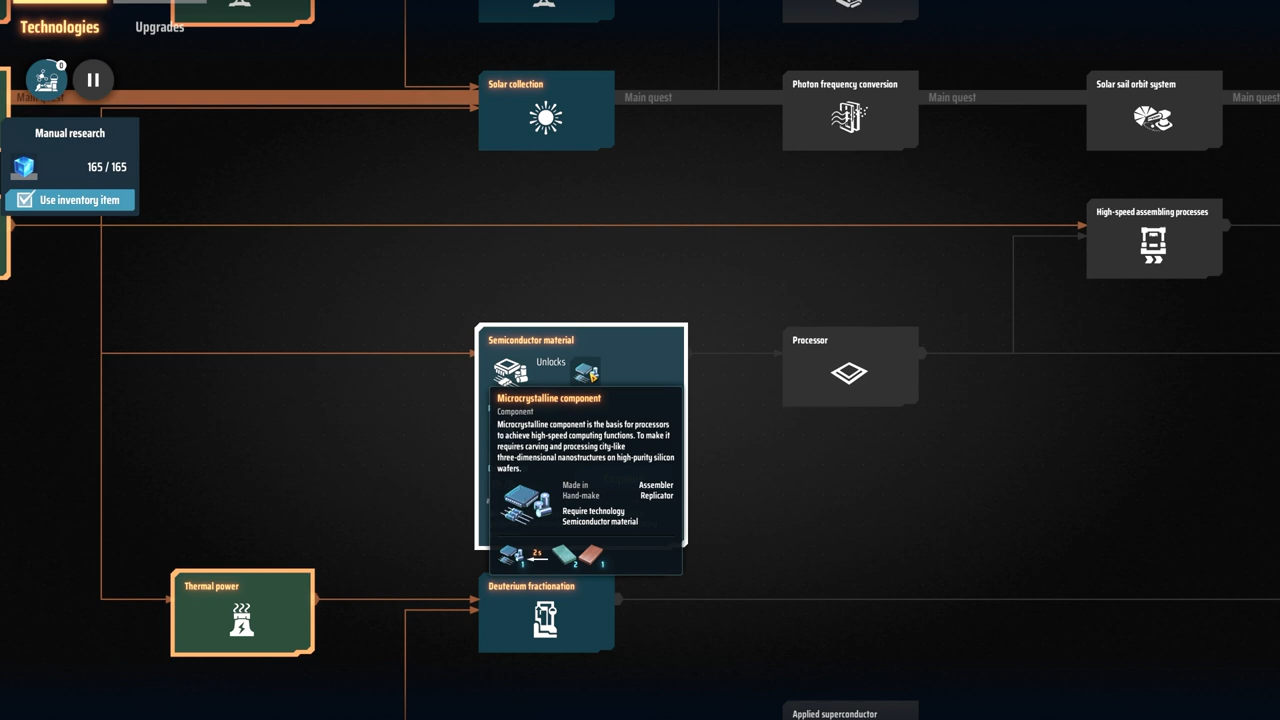 Technologies
Upgrades
0
Main quest
Manual research
165 / 165
Use inventory item
Solar collection
Main quest
Photon frequency conversion
Main quest
Solar sail orbit system
Main quest
High-speed assembling processes
Semiconductor material
Unlocks
Processor
Microcrystalline component
Component
Microcrystalline component is the basis for processors
to achieve high-speed computing functions. To make it
requires carving and processing city-like
three-dimensional nanostructures on high-purity silicon
wafers.
Made in Assembler
Hand-make Replicator
Require technology
Semiconductor material
1 2s 2 1
Thermal power
Deuterium fractionation
Applied superconductor